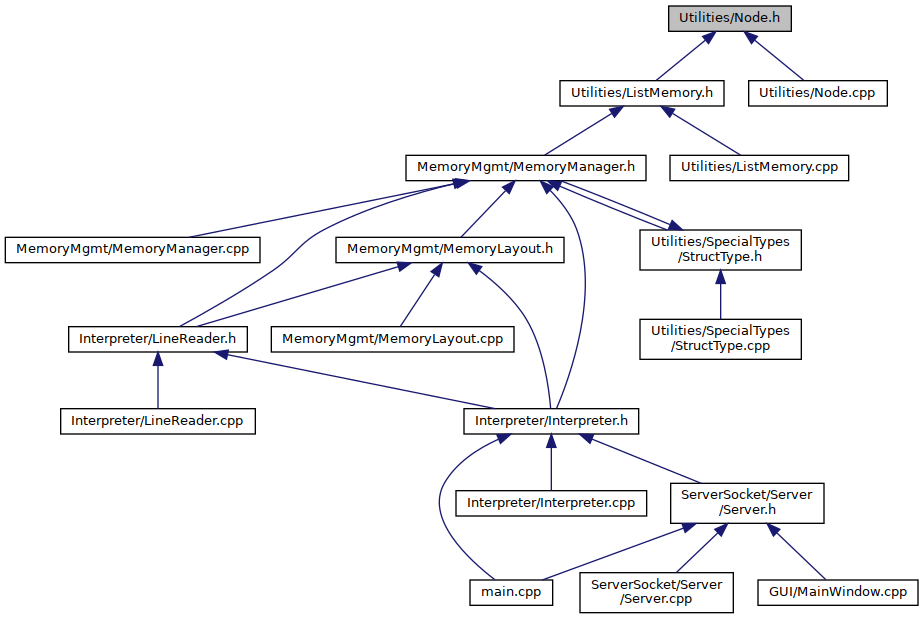 Utilities/Node.h
Utilities/ListMemory.h
Utilities/Node.cpp
MemoryMgmt/MemoryManager.h
Utilities/ListMemory.cpp
MemoryMgmt/MemoryManager.cpp
MemoryMgmt/MemoryLayout.h
Utilities/SpecialTypes
/StructType.h
Interpreter/LineReader.h
MemoryMgmt/MemoryLayout.cpp
Utilities/SpecialTypes
/StructType.cpp
Interpreter/LineReader.cpp
Interpreter/Interpreter.h
Interpreter/Interpreter.cpp
ServerSocket/Server
/Server.h
main.cpp
ServerSocket/Server
/Server.cpp
GUI/MainWindow.cpp